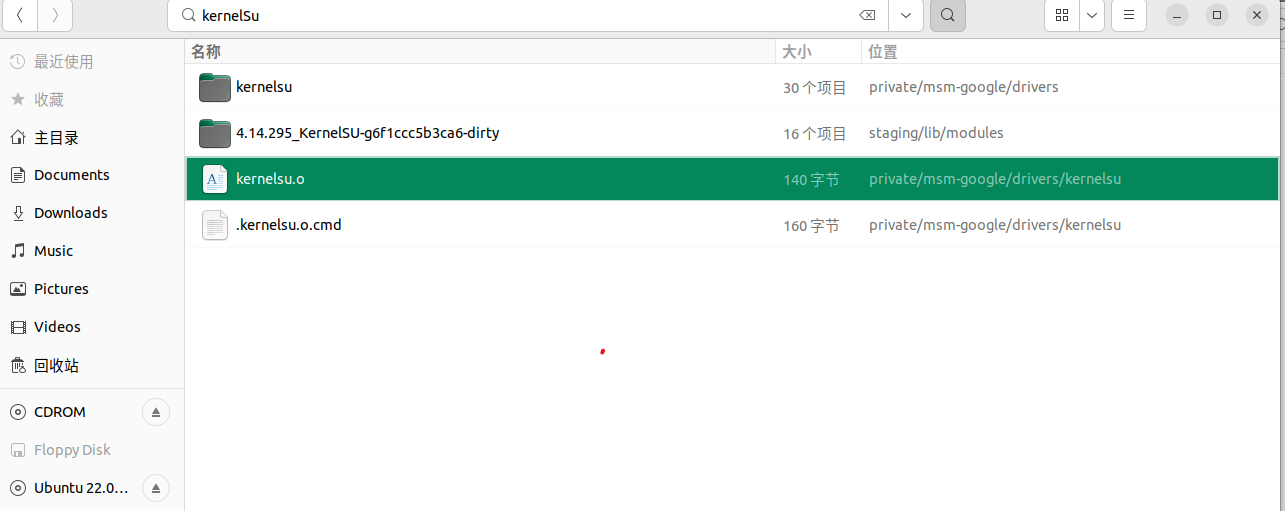 kernelSu
名称 大小 位置
最近使用
收藏
主目录
Documents
Downloads
Music
Pictures
Videos
回收站
CDROM
Floppy Disk
Ubuntu 22.0…
kernelsu 30 个项目 private/msm-google/drivers
4.14.295_KernelSU-g6f1ccc5b3ca6-dirty 16 个项目 staging/lib/modules
kernelsu.o 140 字节 private/msm-google/drivers/kernelsu
.kernelsu.o.cmd 160 字节 private/msm-google/drivers/kernelsu